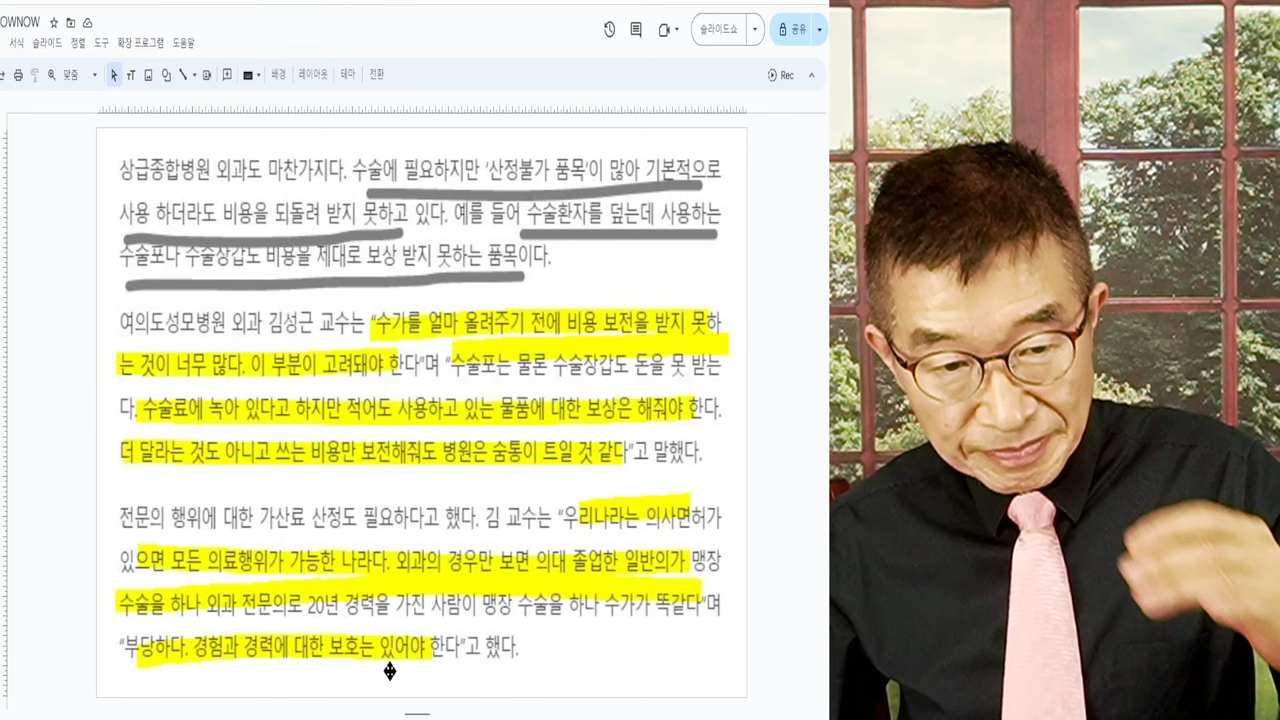 OWNOW
서식 슬라이드 정렬 도구 확장 프로그램 도움말
슬라이드쇼 공유
맞춤 배경 레이아웃 테마 전환 Rec
상급종합병원 외과도 마찬가지다. 수술에 필요하지만 '산정불가 품목'이 많아 기본적으로
사용 하더라도 비용을 되돌려 받지 못하고 있다. 예를 들어 수술환자를 덮는데 사용하는
수술포나 수술장갑도 비용을 제대로 보상 받지 못하는 품목이다.
여의도성모병원 외과 김성근 교수는 "수가를 얼마 올려주기 전에 비용 보전을 받지 못하
는 것이 너무 많다. 이 부분이 고려돼야 한다"며 "수술포는 물론 수술장갑도 돈을 못 받는
다. 수술료에 녹아 있다고 하지만 적어도 사용하고 있는 물품에 대한 보상은 해줘야 한다.
더 달라는 것도 아니고 쓰는 비용만 보전해줘도 병원은 숨통이 트일 것 같다"고 말했다.
전문의 행위에 대한 가산료 산정도 필요하다고 했다. 김 교수는 "우리나라는 의사면허가
있으면 모든 의료행위가 가능한 나라다. 외과의 경우만 보면 의대 졸업한 일반의가 맹장
수술을 하나 외과 전문의로 20년 경력을 가진 사람이 맹장 수술을 하나 수가가 똑같다"며
"부당하다. 경험과 경력에 대한 보호는 있어야 한다"고 했다.